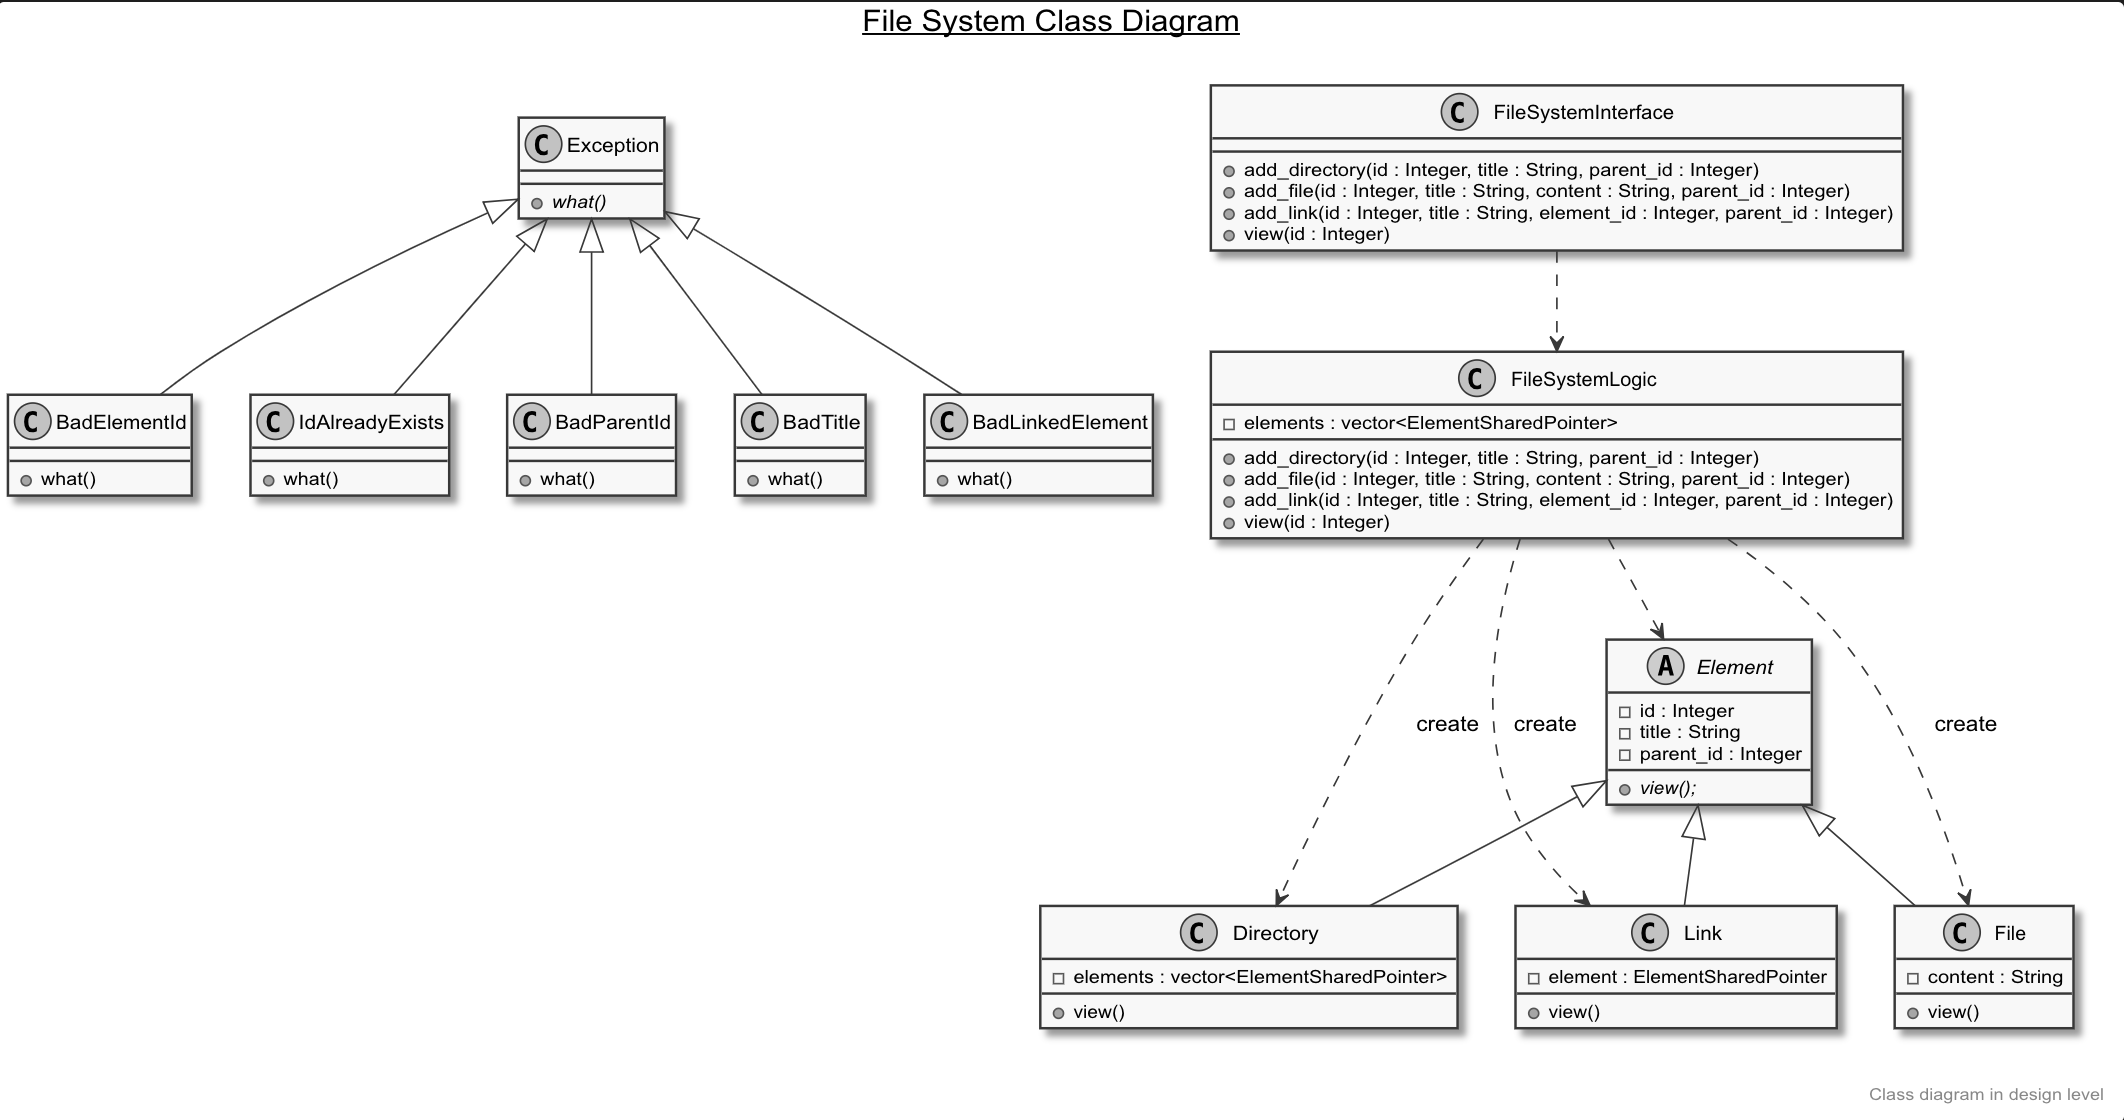 File System Class Diagram
C Exception
what()
C BadElementId
what()
C IdAlreadyExists
what()
C BadParentId
what()
C BadTitle
what()
C BadLinkedElement
what()
C FileSystemInterface
add_directory(id : Integer, title : String, parent_id : Integer)
add_file(id : Integer, title : String, content : String, parent_id : Integer)
add_link(id : Integer, title : String, element_id : Integer, parent_id : Integer)
view(id : Integer)
C FileSystemLogic
elements : vector<ElementSharedPointer>
add_directory(id : Integer, title : String, parent_id : Integer)
add_file(id : Integer, title : String, content : String, parent_id : Integer)
add_link(id : Integer, title : String, element_id : Integer, parent_id : Integer)
view(id : Integer)
create
create
create
A Element
id : Integer
title : String
parent_id : Integer
view();
C Directory
elements : vector<ElementSharedPointer>
view()
C Link
element : ElementSharedPointer
view()
C File
content : String
view()
Class diagram in design level